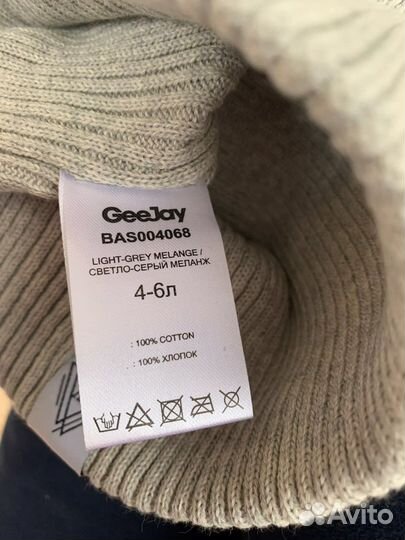 GeeJay
BAS004068
LIGHT-GREY MELANGE /
СВЕТЛО-СЕРЫЙ МЕЛАНЖ
4-6л
: 100% COTTON
: 100% ХЛОПОК
Avito